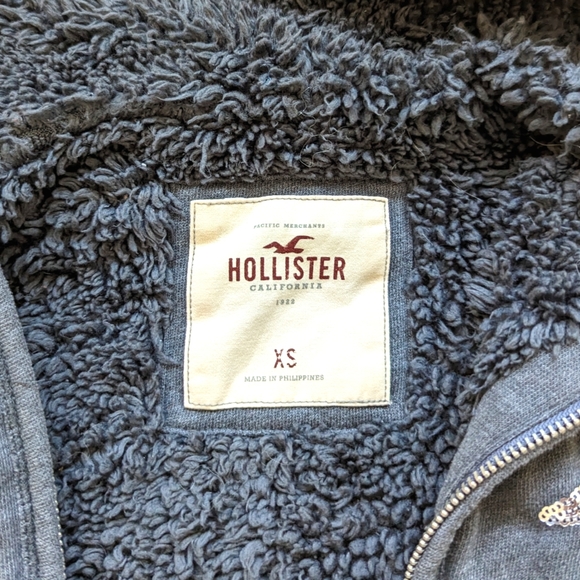 PACIFIC MERCHANTS
HOLLISTER
CALIFORNIA
1922
XS
MADE IN PHILIPPINES